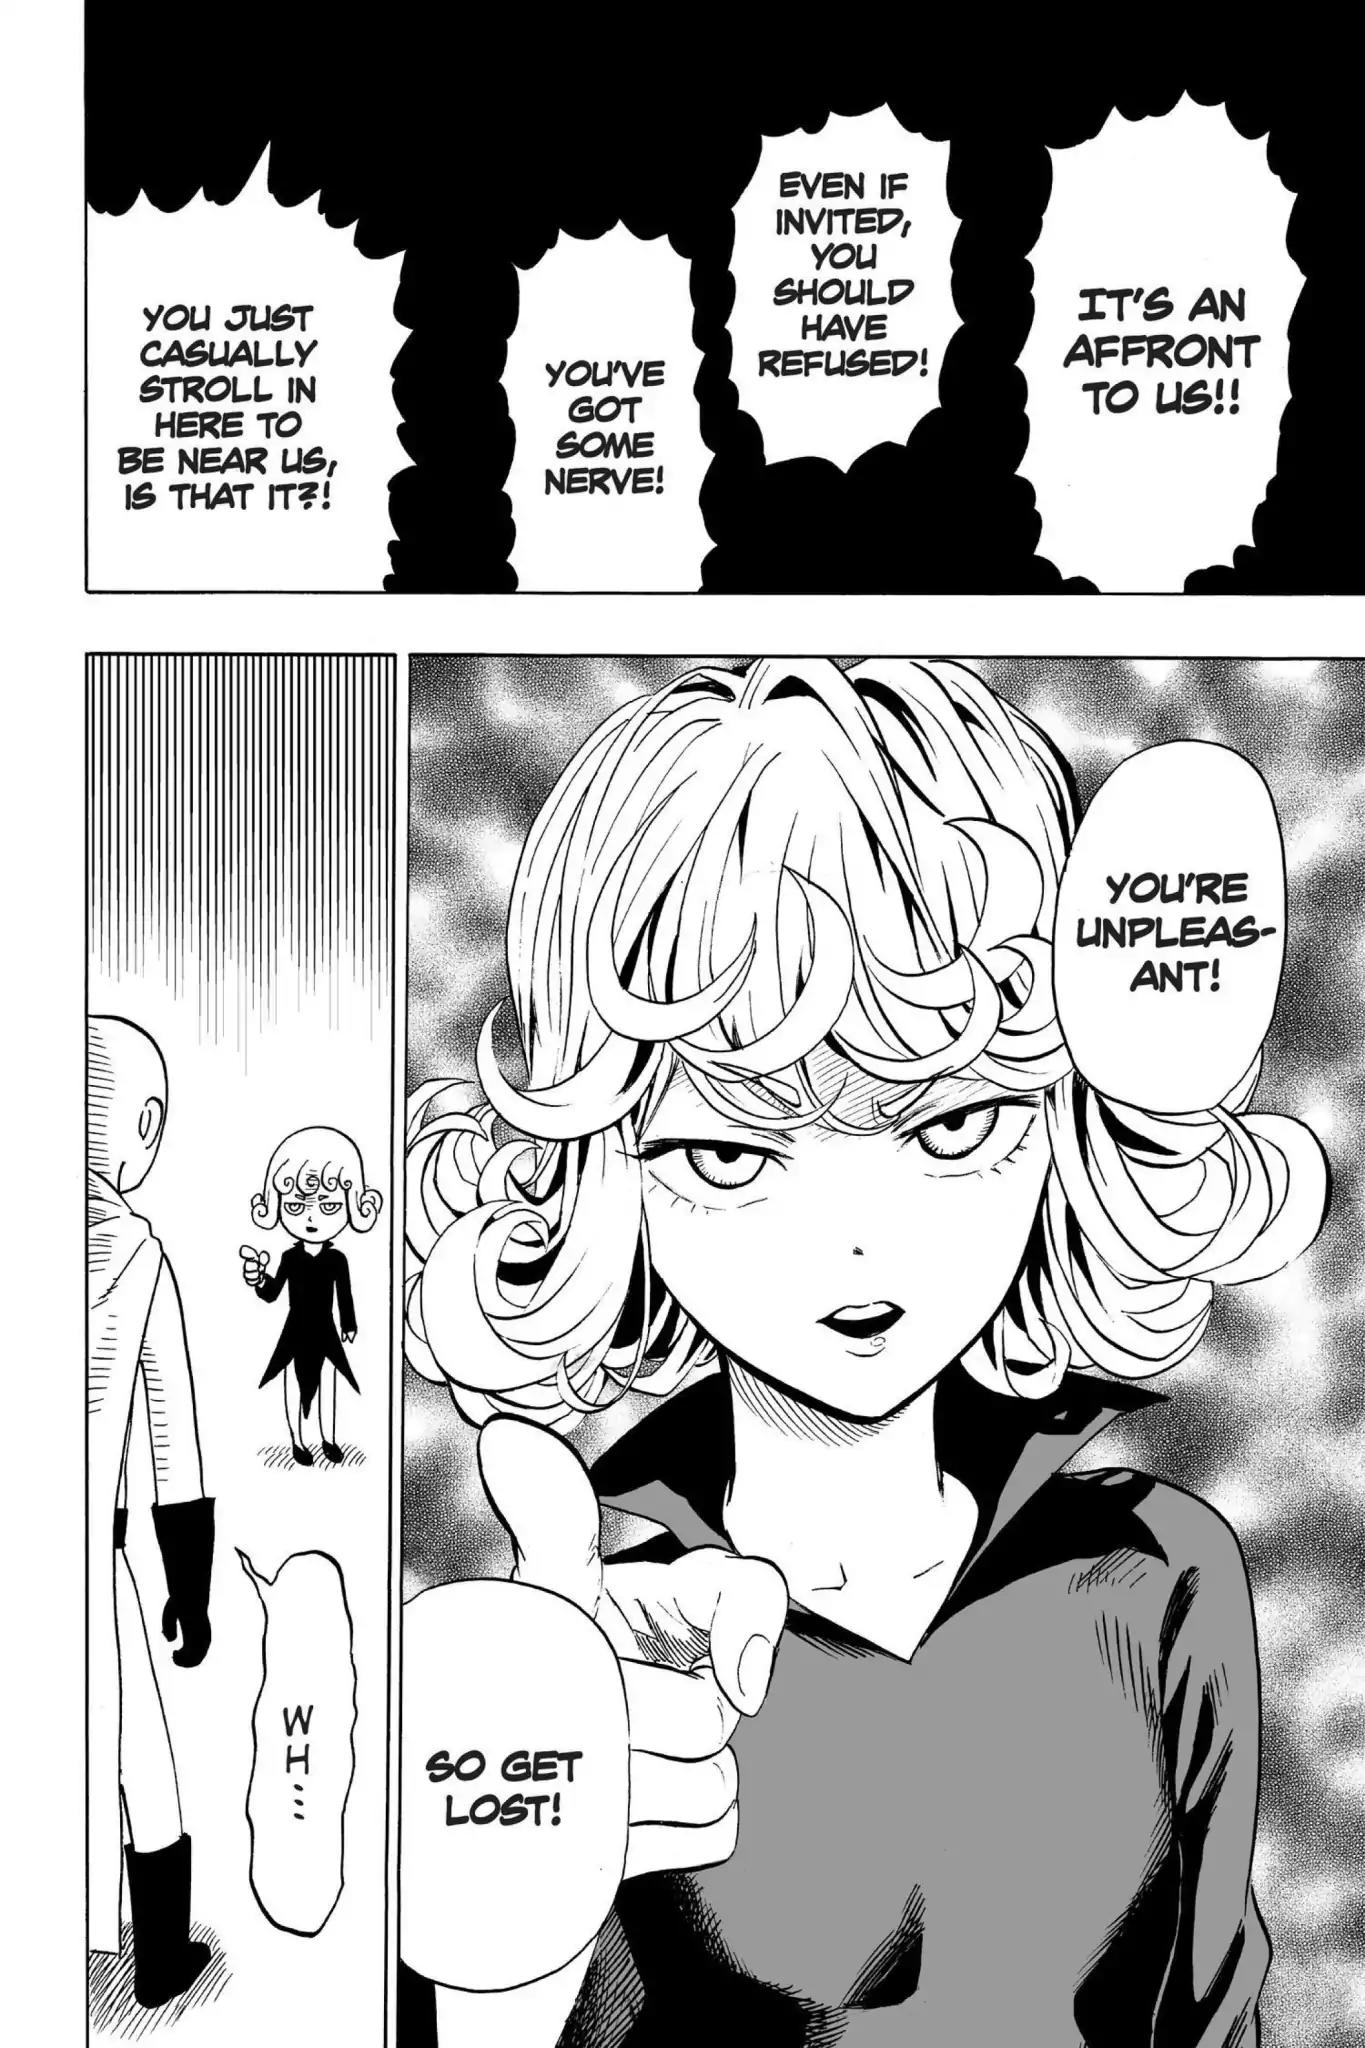 IT'S AN
AFFRONT
TO US!!
EVEN IF
INVITED,
YOU
SHOULD
HAVE
REFUSED!
YOU'VE
GOT
SOME
NERVE!
YOU JUST
CASUALLY
STROLL IN
HERE TO
BE NEAR US,
IS THAT IT?!
YOU'RE
UNPLEAS-
ANT!
SO GET
LOST!
WH...